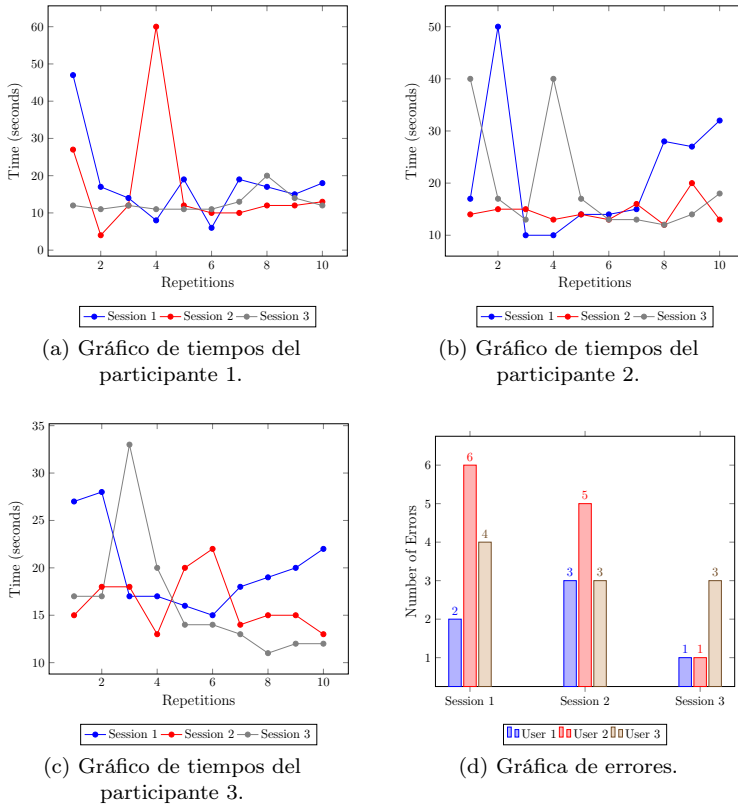 60
50
40
30
20
10
0
Time (seconds)
2 4 6 8 10
Repetitions
Session 1 Session 2 Session 3
(a) Gráfico de tiempos del
participante 1.
50
40
30
20
10
Time (seconds)
2 4 6 8 10
Repetitions
Session 1 Session 2 Session 3
(b) Gráfico de tiempos del
participante 2.
35
30
25
20
15
10
Time (seconds)
2 4 6 8 10
Repetitions
Session 1 Session 2 Session 3
(c) Gráfico de tiempos del
participante 3.
6
5
4
3
2
1
Number of Errors
2 6 4
3 5 3
1 1 3
Session 1 Session 2 Session 3
User 1 User 2 User 3
(d) Gráfica de errores.